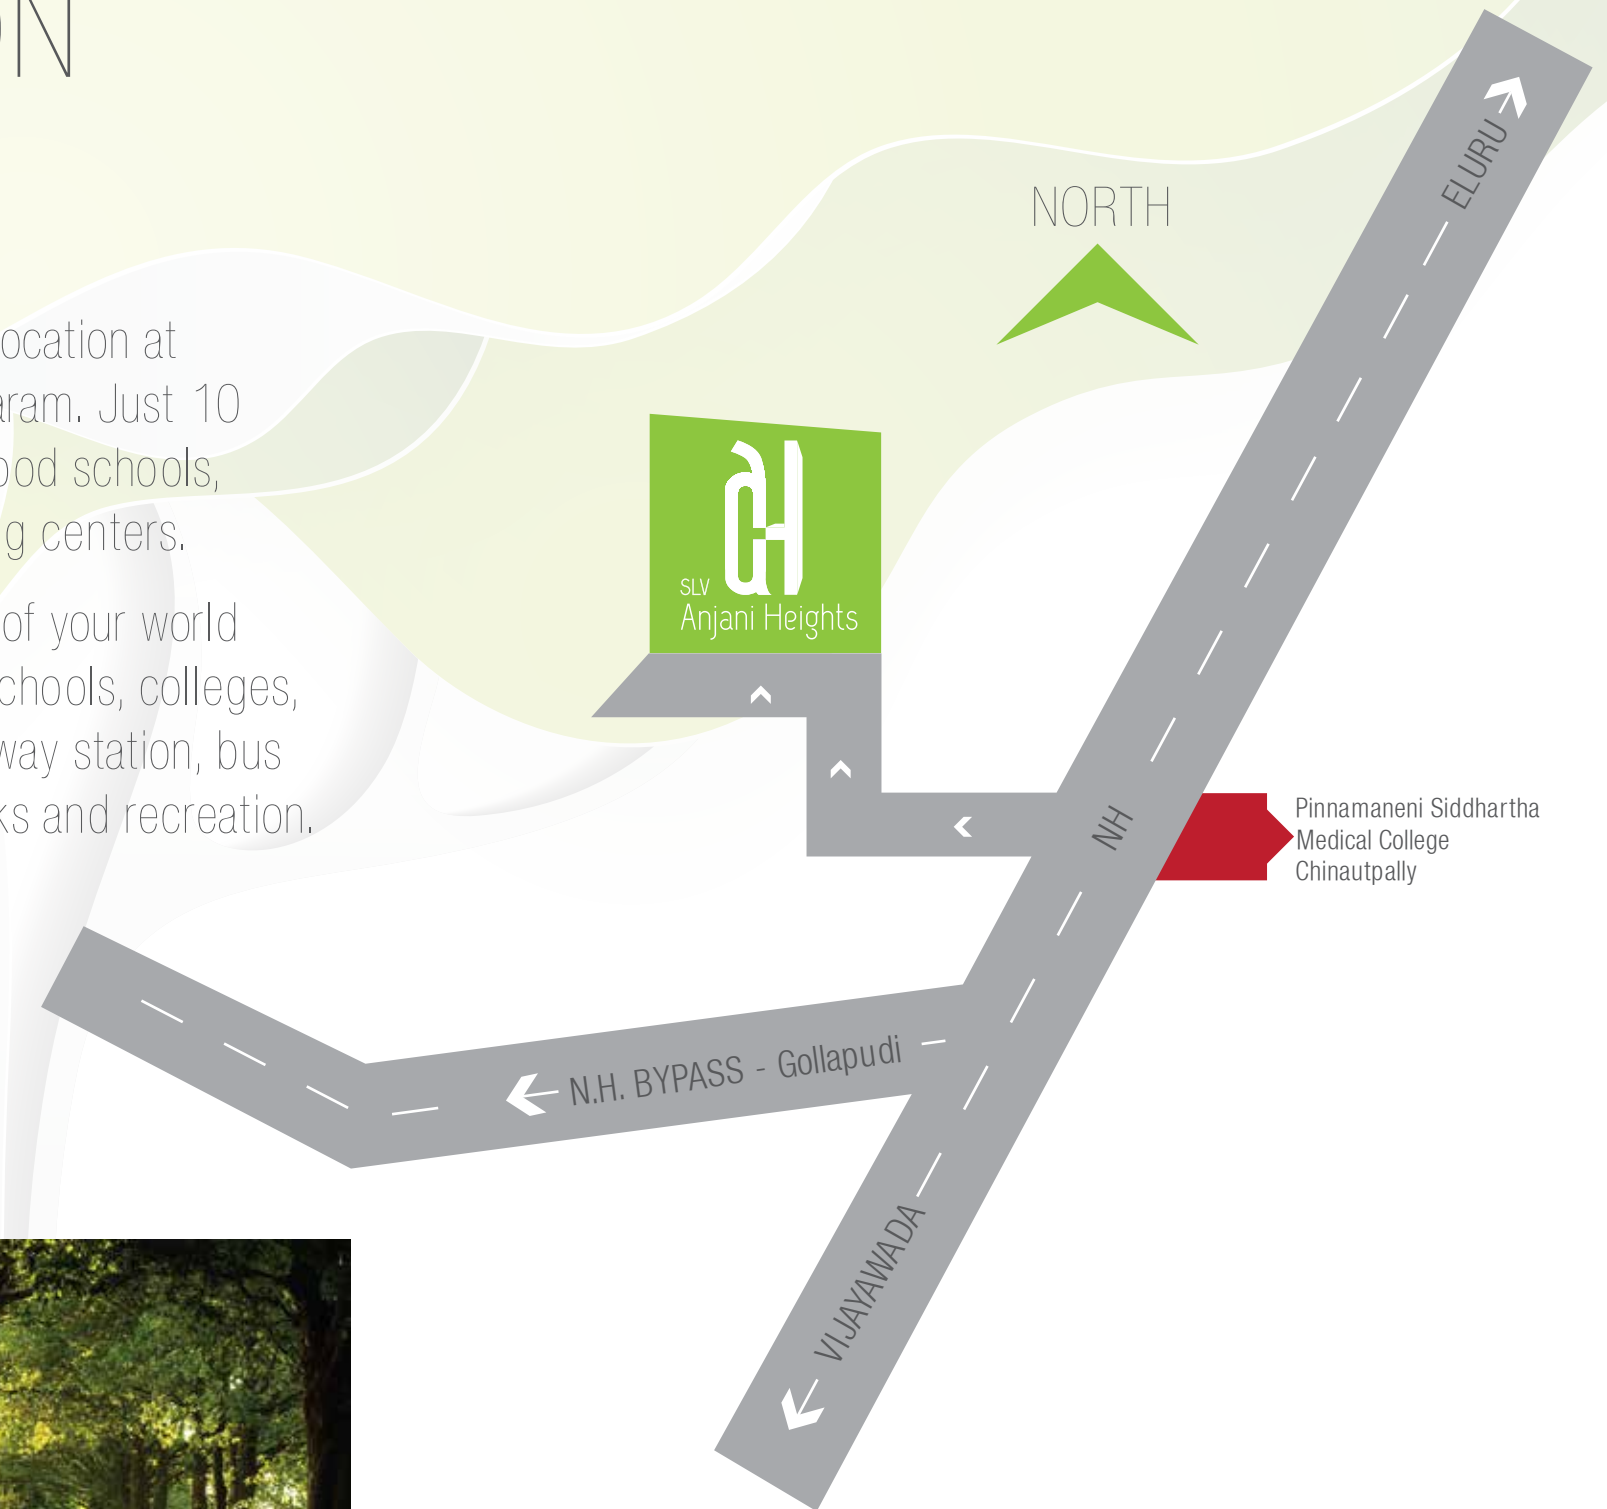 ON
ocation at
aram. Just 10
ood schools,
g centers.
of your world
chools, colleges,
way station, bus
ks and recreation.
NORTH
ELURU
SLV
Anjani Heights
NH
Pinnamaneni Siddhartha
Medical College
Chinautpally
N.H. BYPASS - Gollapudi
VIJAYAWADA